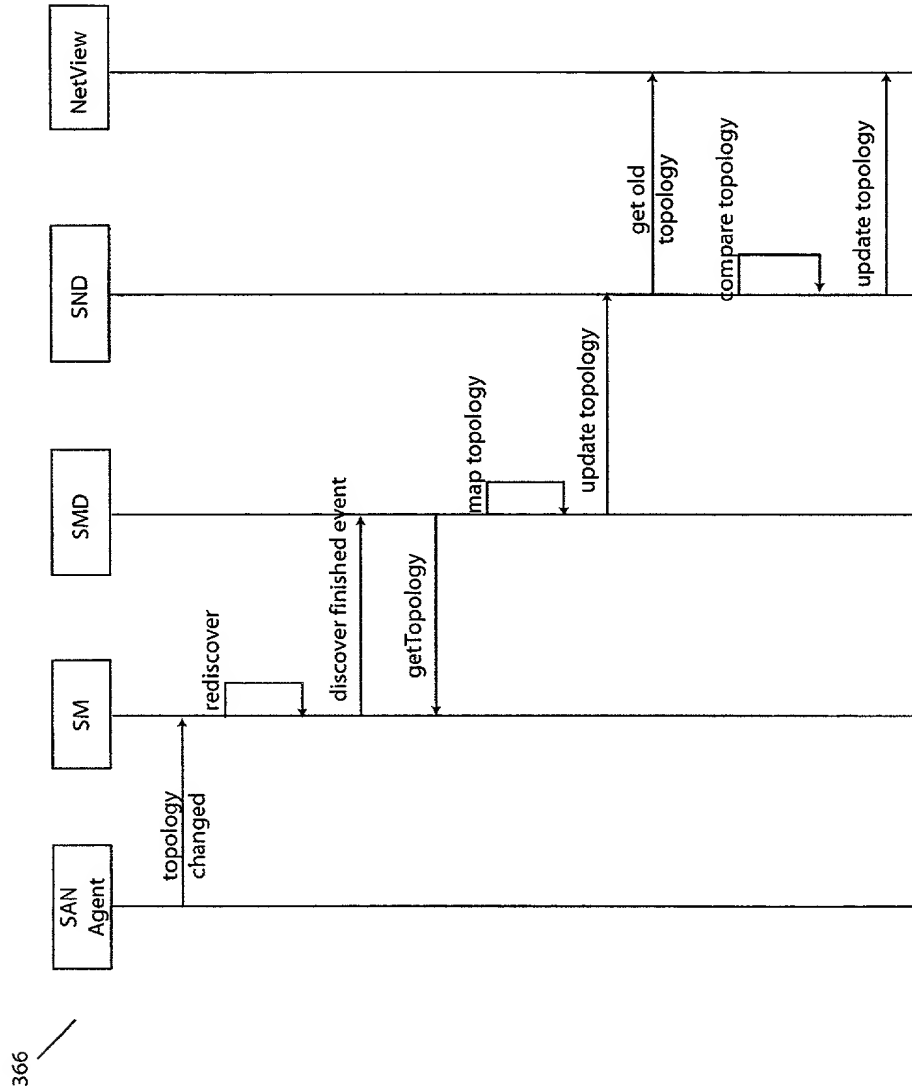 366
SAN
Agent
SM
SMD
SND
NetView
topology
changed
rediscover
discover finished event
getTopology
map topology
update topology
get old
topology
compare topology
update topology